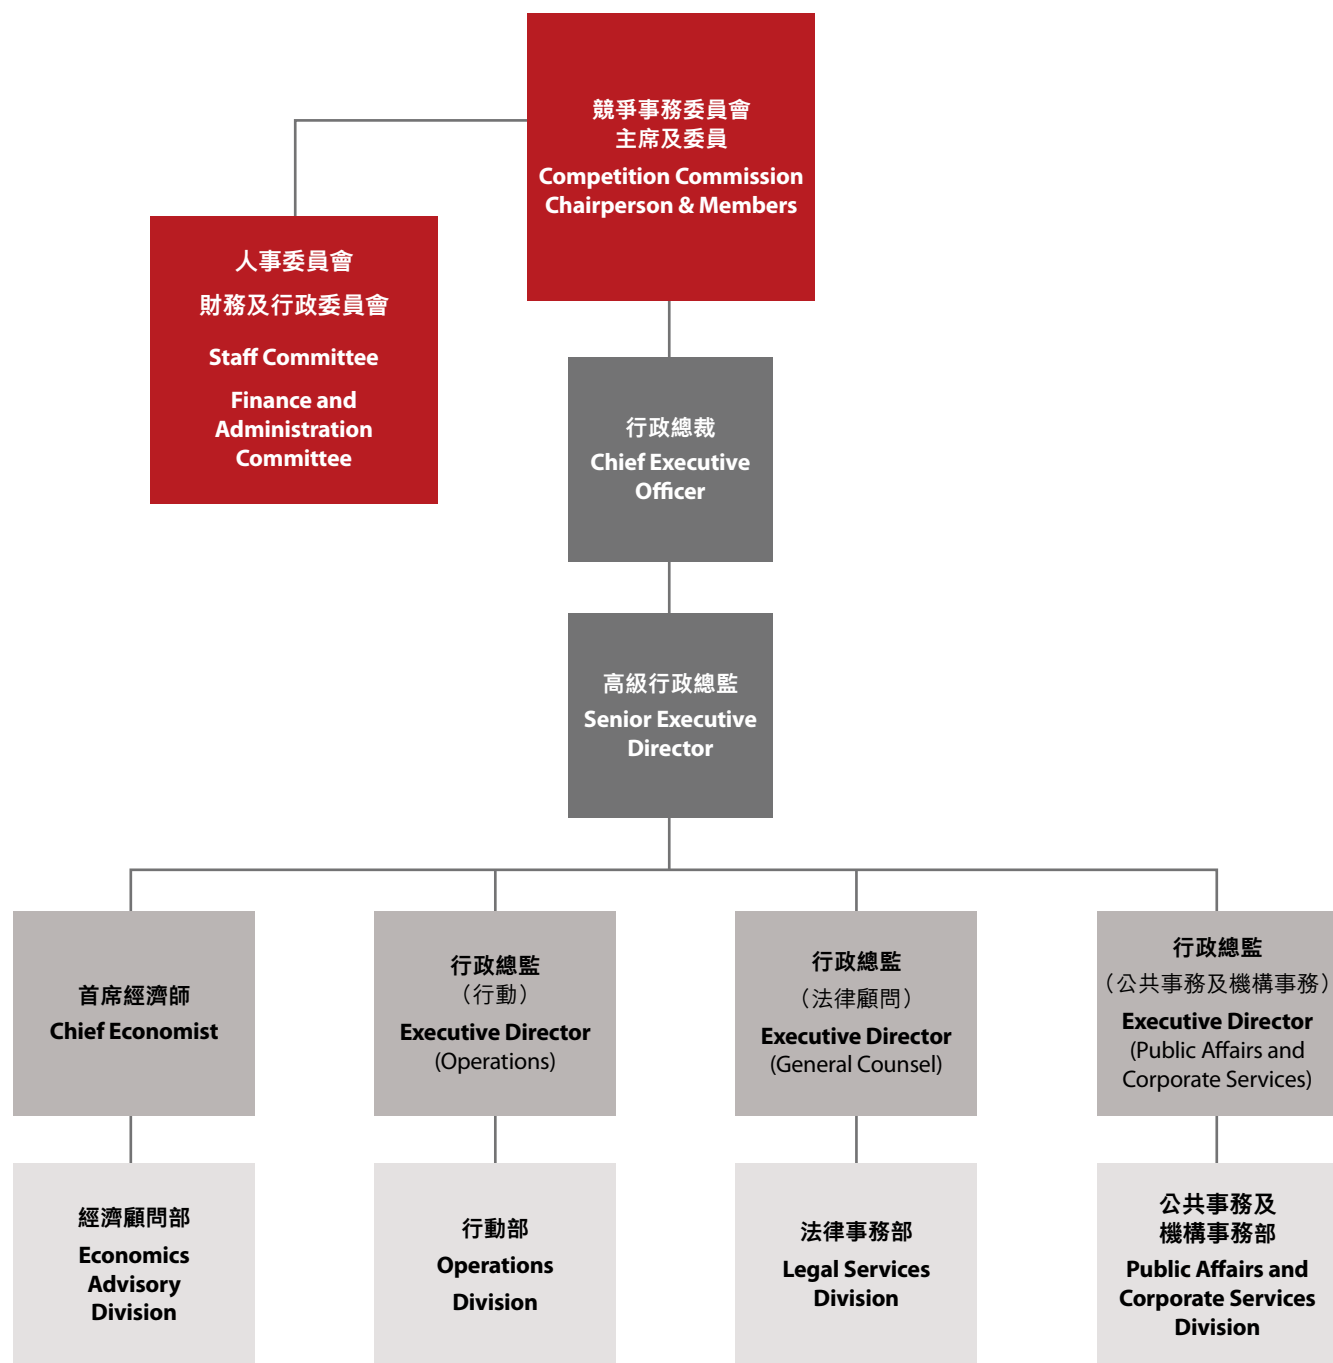 競爭事務委員會
主席及委員
Competition Commission
Chairperson & Members
人事委員會
財務及行政委員會
Staff Committee
Finance and
Administration
Committee
行政總裁
Chief Executive
Officer
高級行政總監
Senior Executive
Director
首席經濟師
Chief Economist
行政總監
（行動）
Executive Director
(Operations)
行政總監
（法律顧問）
Executive Director
(General Counsel)
行政總監
（公共事務及機構事務）
Executive Director
(Public Affairs and
Corporate Services)
經濟顧問部
Economics
Advisory
Division
行動部
Operations
Division
法律事務部
Legal Services
Division
公共事務及
機構事務部
Public Affairs and
Corporate Services
Division